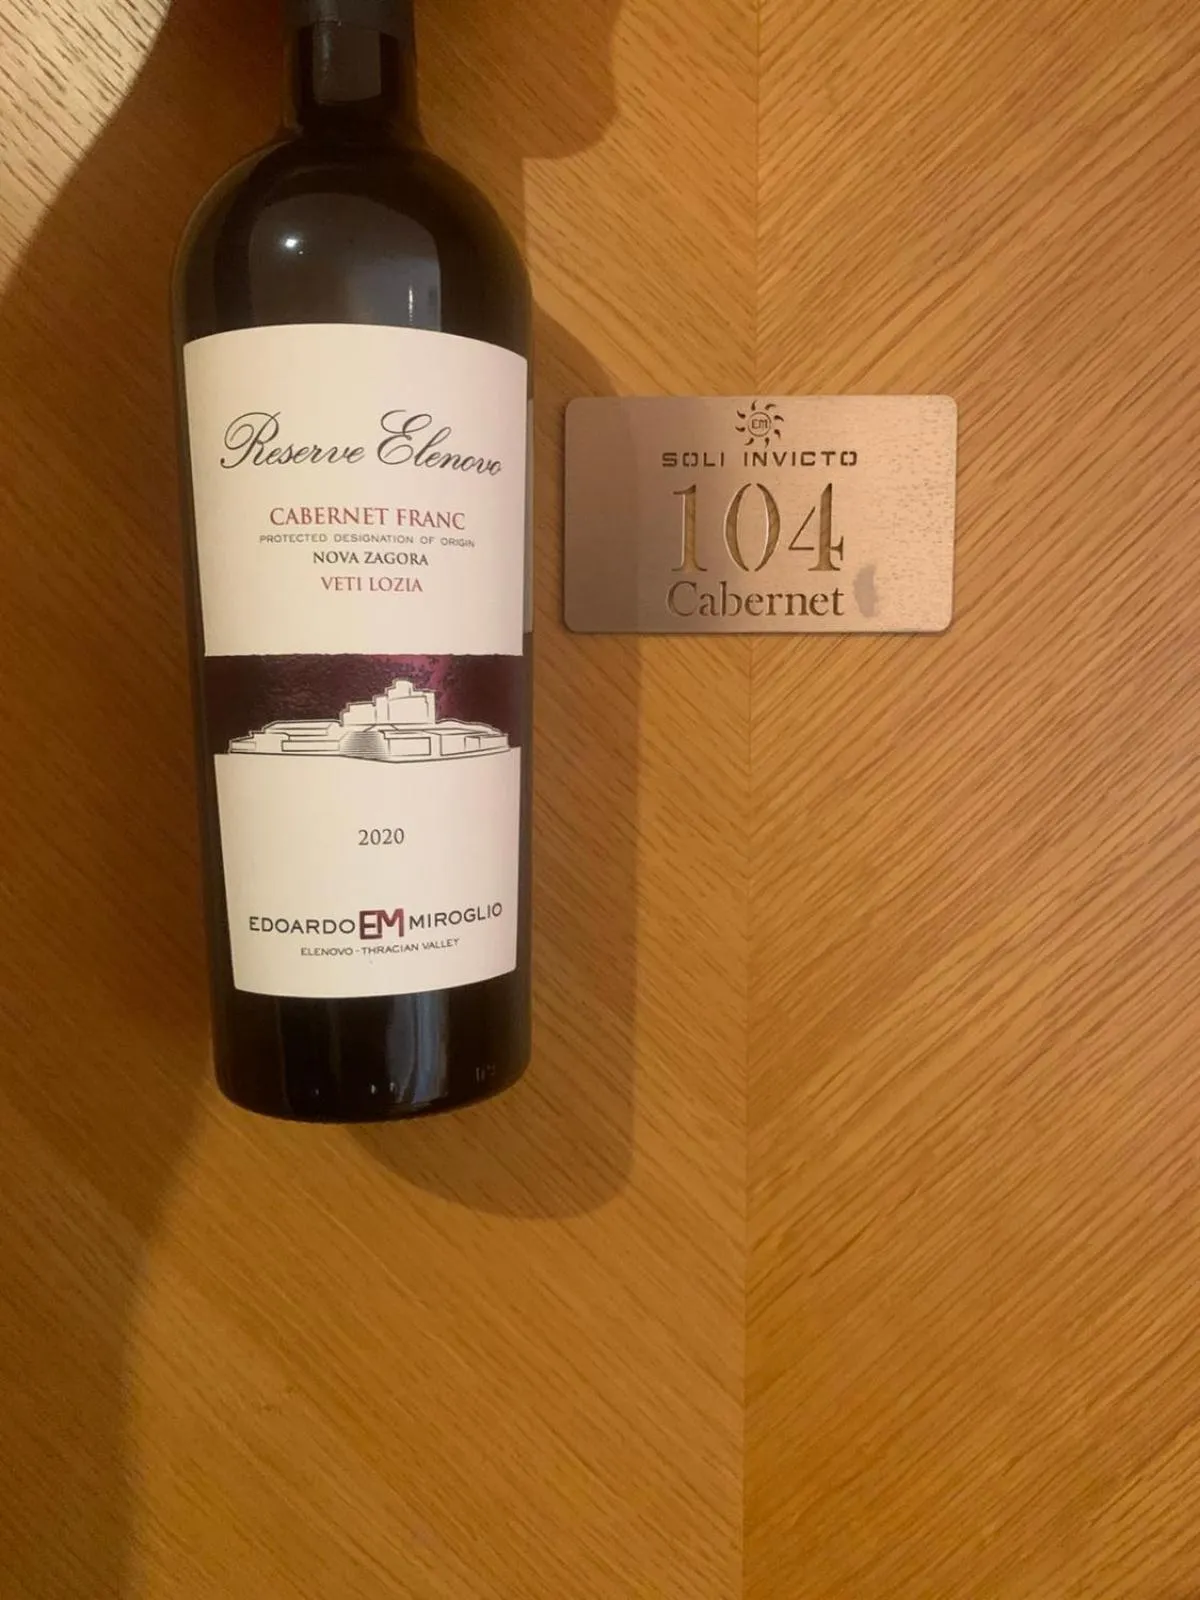 Reserve Elenovo
CABERNET FRANC
PROTECTED DESIGNATION OF ORIGIN
NOVA ZAGORA
VETI LOZIA
2020
EDOARDO EM MIROGLIO
ELENOVO - THRACIAN VALLEY
EM
SOLI INVICTO
104
Cabernet